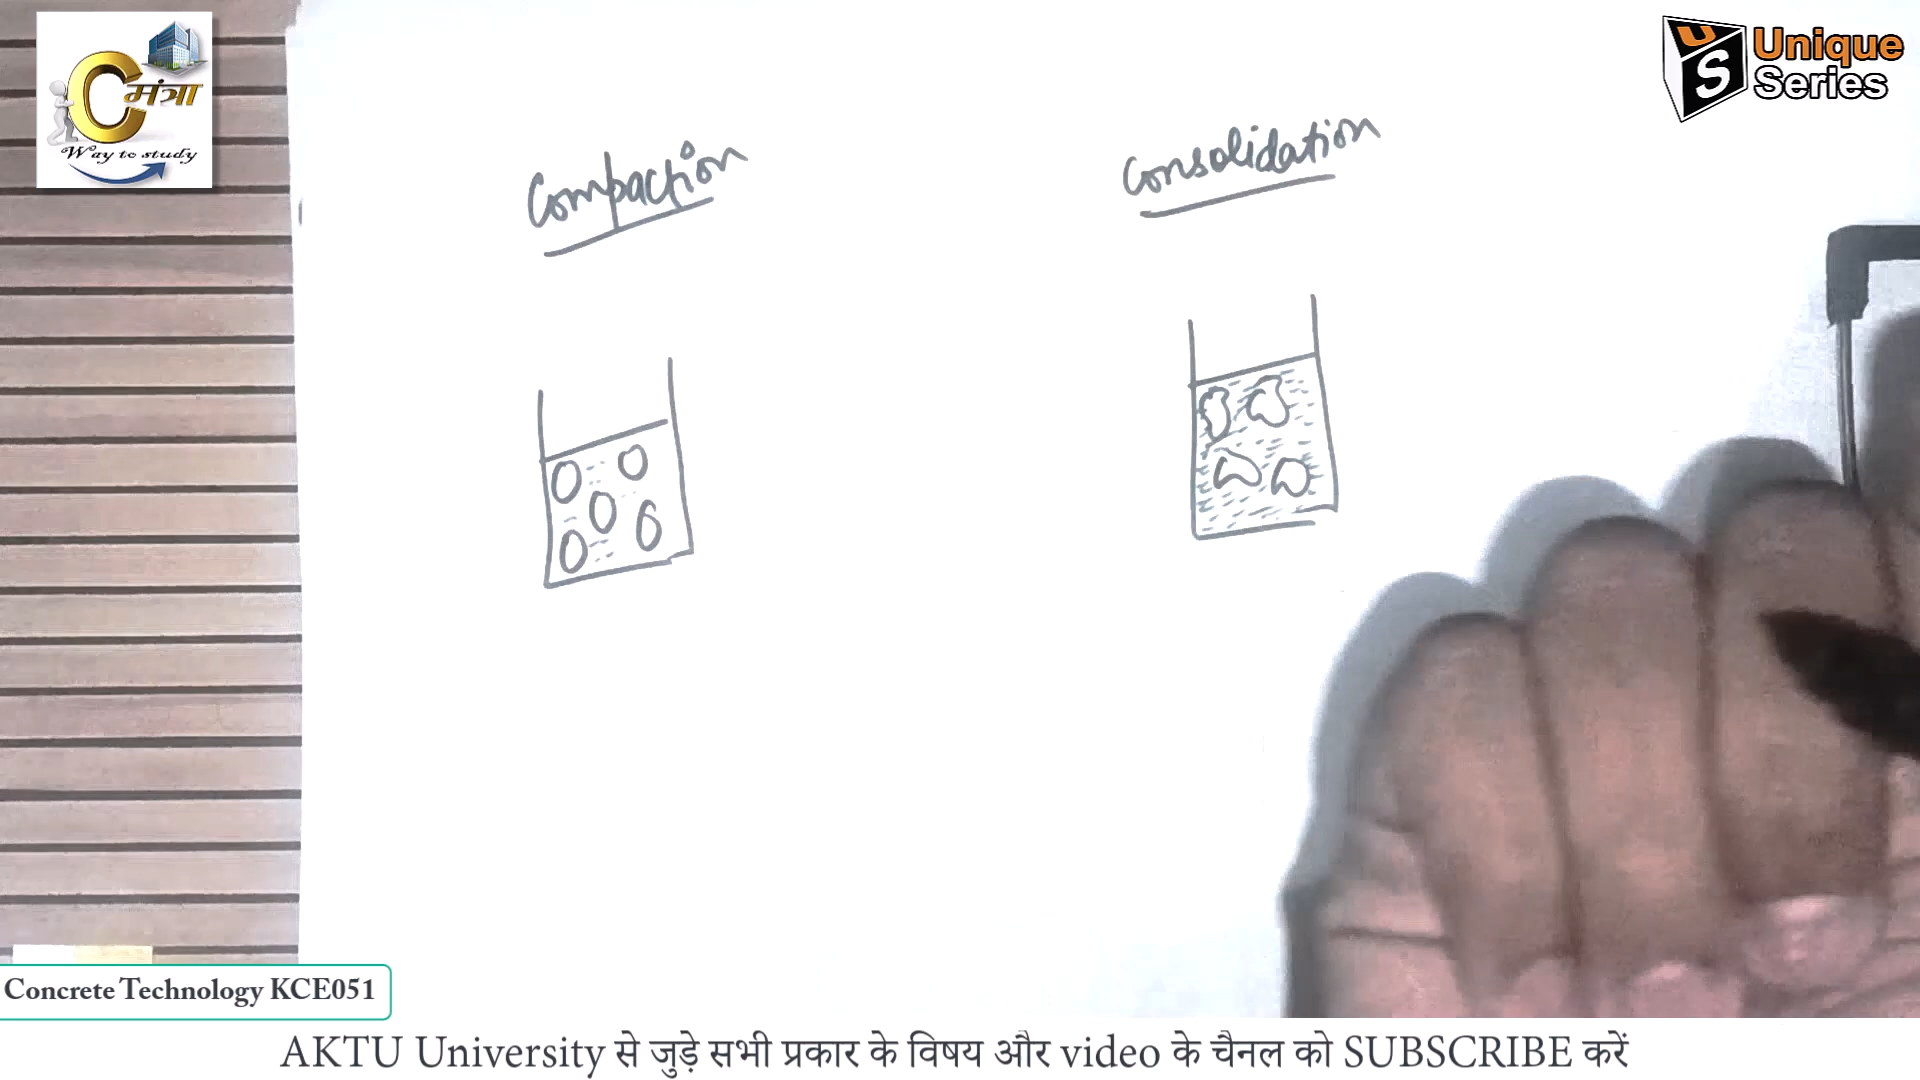 C मंत्रा
Way to study
US Unique
Series
Compaction
Consolidation
Concrete Technology KCE051
AKTU University से जुड़े सभी प्रकार के विषय और video के चैनल को SUBSCRIBE करें